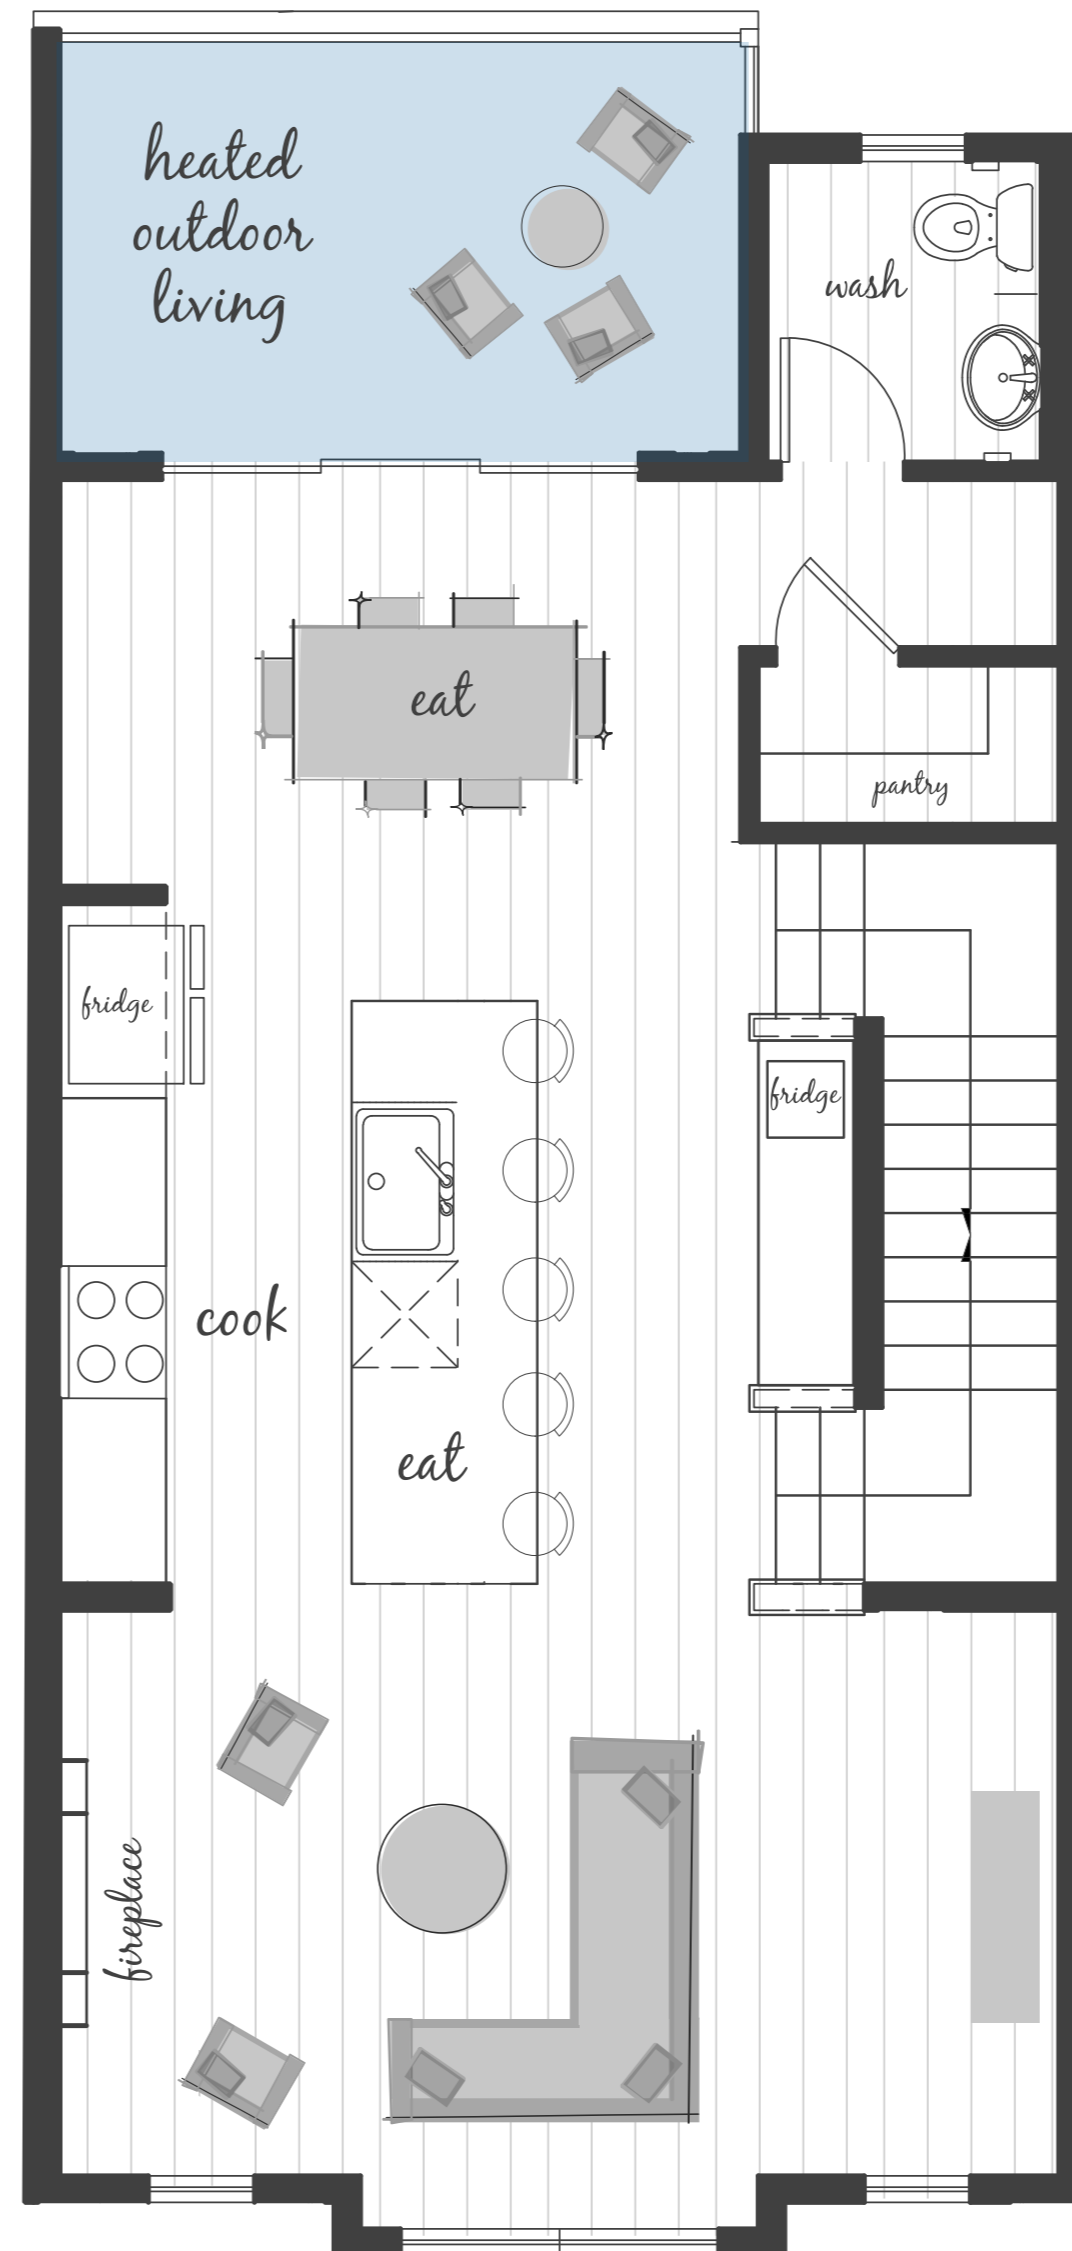 heated
outdoor
living
wash
eat
pantry
fridge
fridge
cook
eat
fireplace